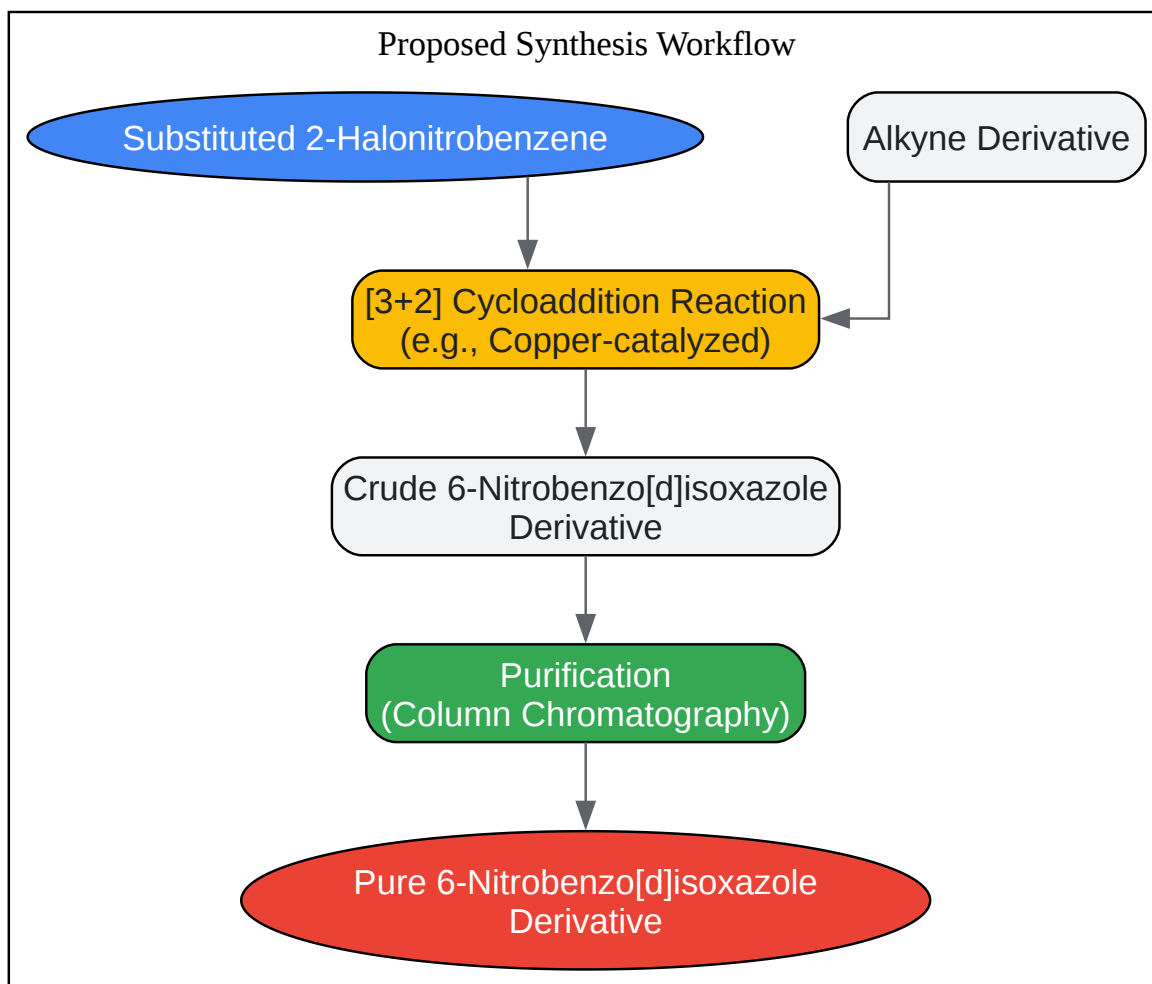 Proposed Synthesis Workflow
Substituted 2-Halonitrobenzene
Alkyne Derivative
[3+2] Cycloaddition Reaction
(e.g., Copper-catalyzed)
Crude 6-Nitrobenzo[d]isoxazole
Derivative
Purification
(Column Chromatography)
Pure 6-Nitrobenzo[d]isoxazole
Derivative